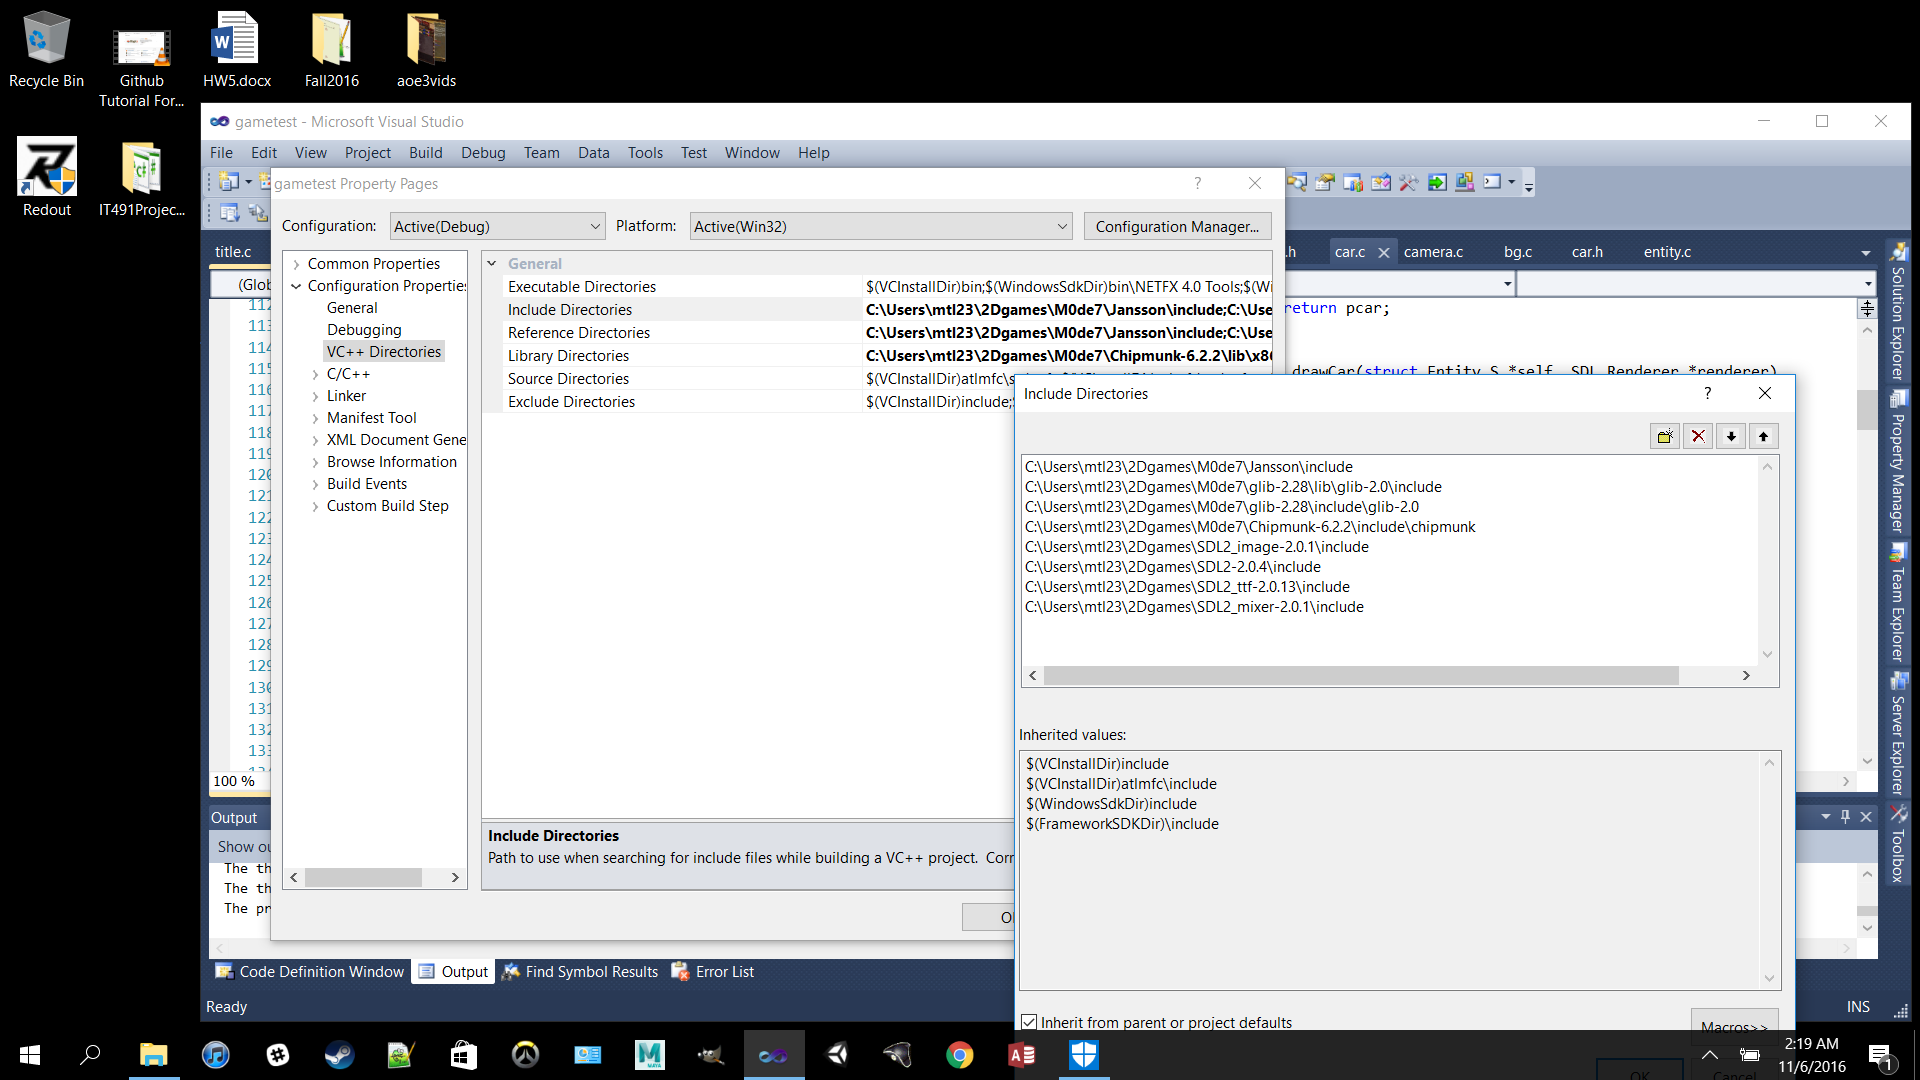 Recycle Bin
Github
Tutorial For...
HW5.docx
Fall2016
aoe3vids
Redout
IT491Projec...
gametest - Microsoft Visual Studio
File Edit View Project Build Debug Team Data Tools Test Window Help
gametest Property Pages
Configuration: Active(Debug) Platform: Active(Win32) Configuration Manager...
title.c
.h car.c camera.c bg.c car.h entity.c
(Glob
Common Properties
Configuration Propertie
General
Debugging
VC++ Directories
C/C++
Linker
Manifest Tool
XML Document Gene
Browse Information
Build Events
Custom Build Step
General
Executable Directories $(VCInstallDir)bin;$(WindowsSdkDir)bin\NETFX 4.0 Tools;$(Wi
Include Directories C:\Users\mtl23\2Dgames\M0de7\Jansson\include;C:\Use
Reference Directories C:\Users\mtl23\2Dgames\M0de7\Jansson\include;C:\Use
Library Directories C:\Users\mtl23\2Dgames\M0de7\Chipmunk-6.2.2\lib\x8
Source Directories $(VCInstallDir)atlmfc\s
Exclude Directories $(VCInstallDir)include;
return pcar;
drawCar(struct Entity_S *self, SDL_Renderer *renderer)
112
113
114
115
116
117
118
119
120
121
122
123
124
125
126
127
128
129
130
131
132
133
100 %
Include Directories
C:\Users\mtl23\2Dgames\M0de7\Jansson\include
C:\Users\mtl23\2Dgames\M0de7\glib-2.28\lib\glib-2.0\include
C:\Users\mtl23\2Dgames\M0de7\glib-2.28\include\glib-2.0
C:\Users\mtl23\2Dgames\M0de7\Chipmunk-6.2.2\include\chipmunk
C:\Users\mtl23\2Dgames\SDL2_image-2.0.1\include
C:\Users\mtl23\2Dgames\SDL2-2.0.4\include
C:\Users\mtl23\2Dgames\SDL2_ttf-2.0.13\include
C:\Users\mtl23\2Dgames\SDL2_mixer-2.0.1\include
Inherited values:
$(VCInstallDir)include
$(VCInstallDir)atlmfc\include
$(WindowsSdkDir)include
$(FrameworkSDKDir)\include
Inherit from parent or project defaults
Macros>>
OK Cancel
Include Directories
Path to use when searching for include files while building a VC++ project. Corr
O
Output
Show ou
The th
The th
The pr
Code Definition Window Output Find Symbol Results Error List
Ready
INS
Solution Explorer
Property Manager
Team Explorer
Server Explorer
Toolbox
MAYA
2:19 AM
11/6/2016
1